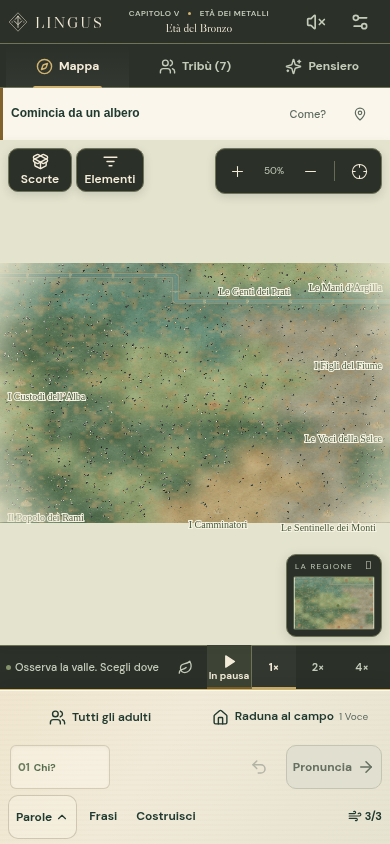 LINGUS
CAPITOLO V • ETÀ DEI METALLI
Età del Bronzo
Mappa
Tribù (7)
Pensiero
Comincia da un albero
Come?
Scorte
Elementi
50%
Le Genti dei Prati
Le Mani d'Argilla
I Figli del Fiume
I Custodi dell'Alba
Le Voci della Selce
Il Popolo dei Rami
I Camminatori
Le Sentinelle dei Monti
LA REGIONE
Osserva la valle. Scegli dove
In pausa
1×
2×
4×
Tutti gli adulti
Raduna al campo 1 Voce
01 Chi?
Pronuncia
Parole
Frasi
Costruisci
3/3